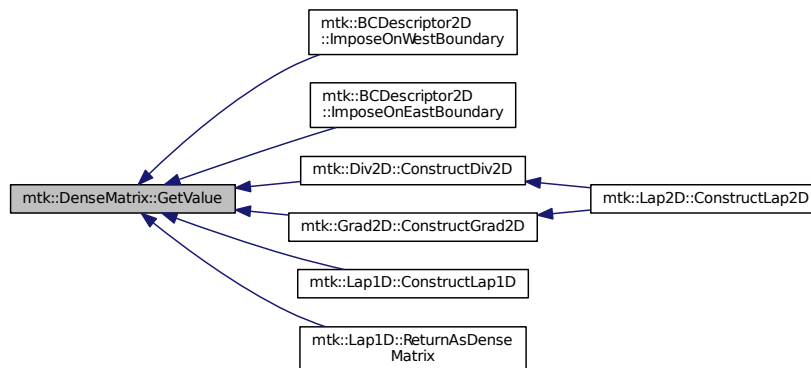 mtk::BCDescriptor2D
::ImposeOnWestBoundary
mtk::BCDescriptor2D
::ImposeOnEastBoundary
mtk::Div2D::ConstructDiv2D
mtk::DenseMatrix::GetValue
mtk::Lap2D::ConstructLap2D
mtk::Grad2D::ConstructGrad2D
mtk::Lap1D::ConstructLap1D
mtk::Lap1D::ReturnAsDense
Matrix